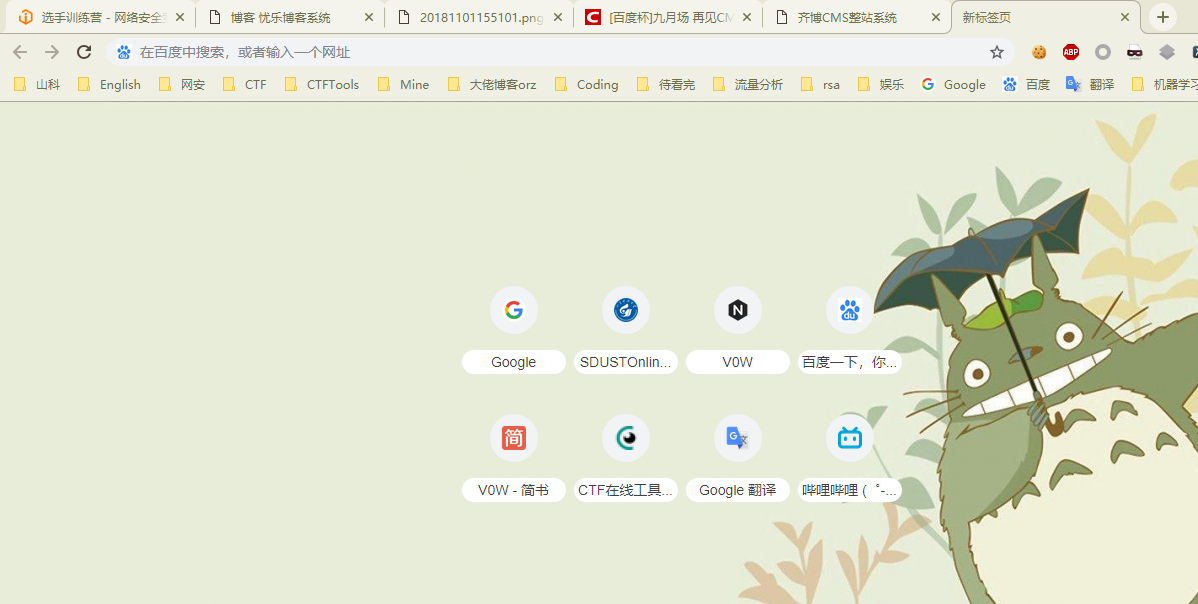 选手训练营 - 网络安全
博客 优乐博客系统
20181101155101.png
[百度杯]九月场 再见CM
齐博CMS整站系统
新标签页
在百度中搜索，或者输入一个网址
ABP
山科 English 网安 CTF CTFTools Mine 大佬博客orz Coding 待看完 流量分析 rsa 娱乐 Google 百度 翻译 机器学习
Google SDUSTOnlin... V0W 百度一下，你...
简
V0W - 简书 CTF在线工具... Google 翻译 哔哩哔哩 ( ゜-...